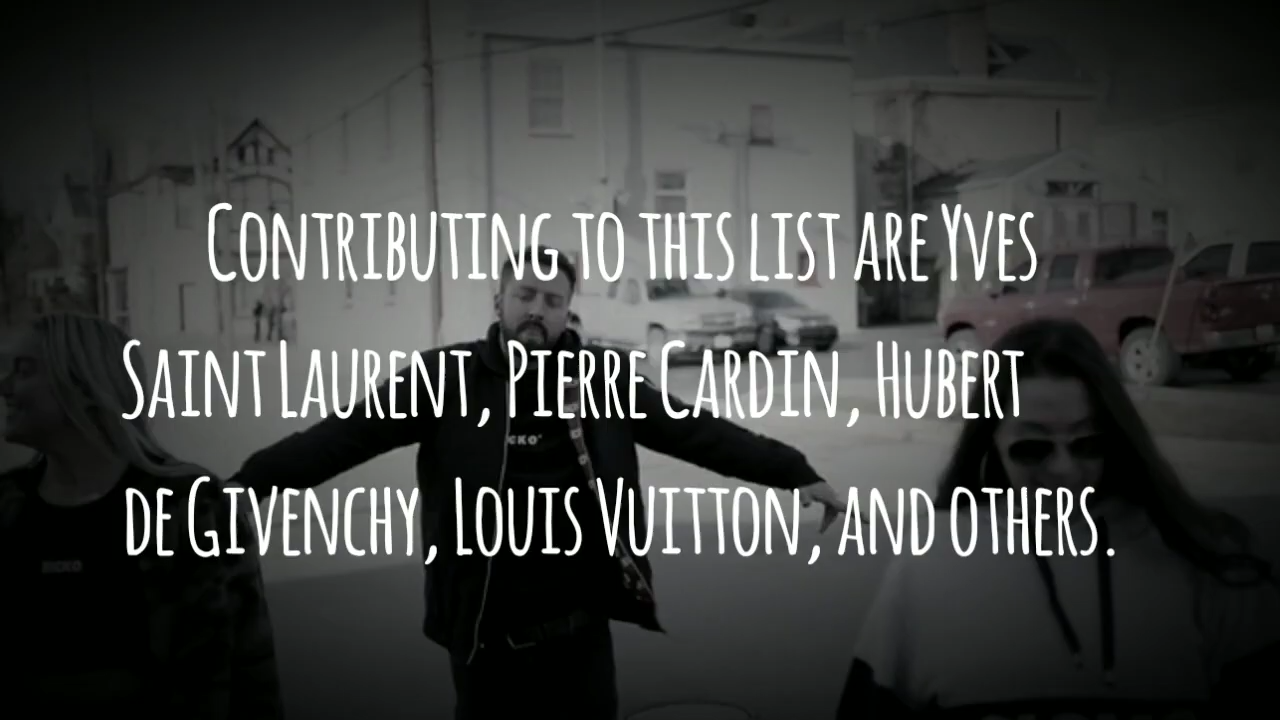 Contributing to this list are Yves
Saint Laurent, Pierre Cardin, Hubert
de Givenchy, Louis Vuitton, and others.